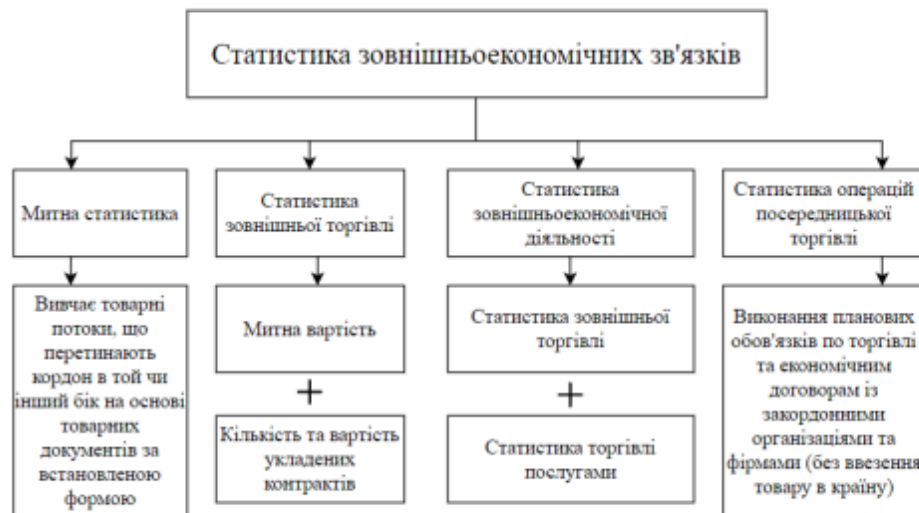 Статистика зовнішньоекономічних зв'язків
Митна статистика
Статистика
зовнішньої торгівлі
Статистика
зовнішньоекономічної
діяльності
Статистика операцій
посередницької
торгівлі
Вивчає товарні
потоки, що
перетинають
кордон в той чи
інший бік на основі
товарних
документів за
встановленою
формою
Митна вартість
+
Кількість та вартість
укладених
контрактів
Статистика зовнішньої
торгівлі
+
Статистика торгівлі
послугами
Виконання планових
обов'язків по торгівлі
та економічним
договорам із
закордонними
організаціями та
фірмами (без ввезення
товару в країну)